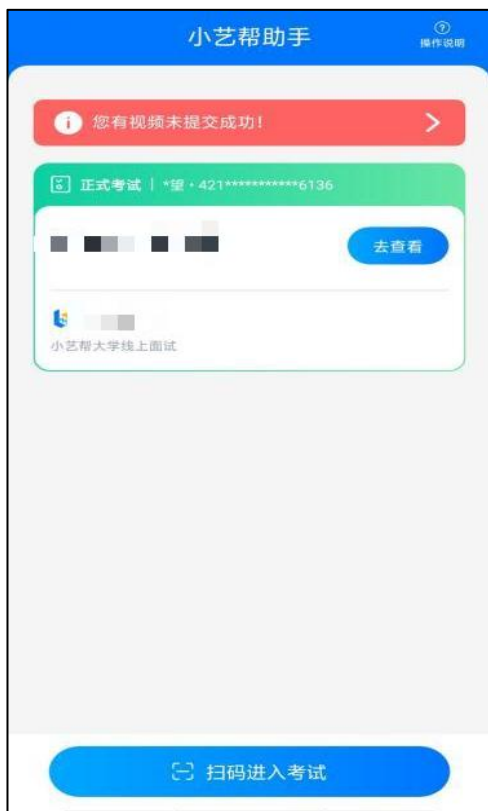 小艺帮助手
操作说明
您有视频未提交成功!
正式考试 | *望·421***********6136
去查看
小艺帮大学线上面试
扫码进入考试